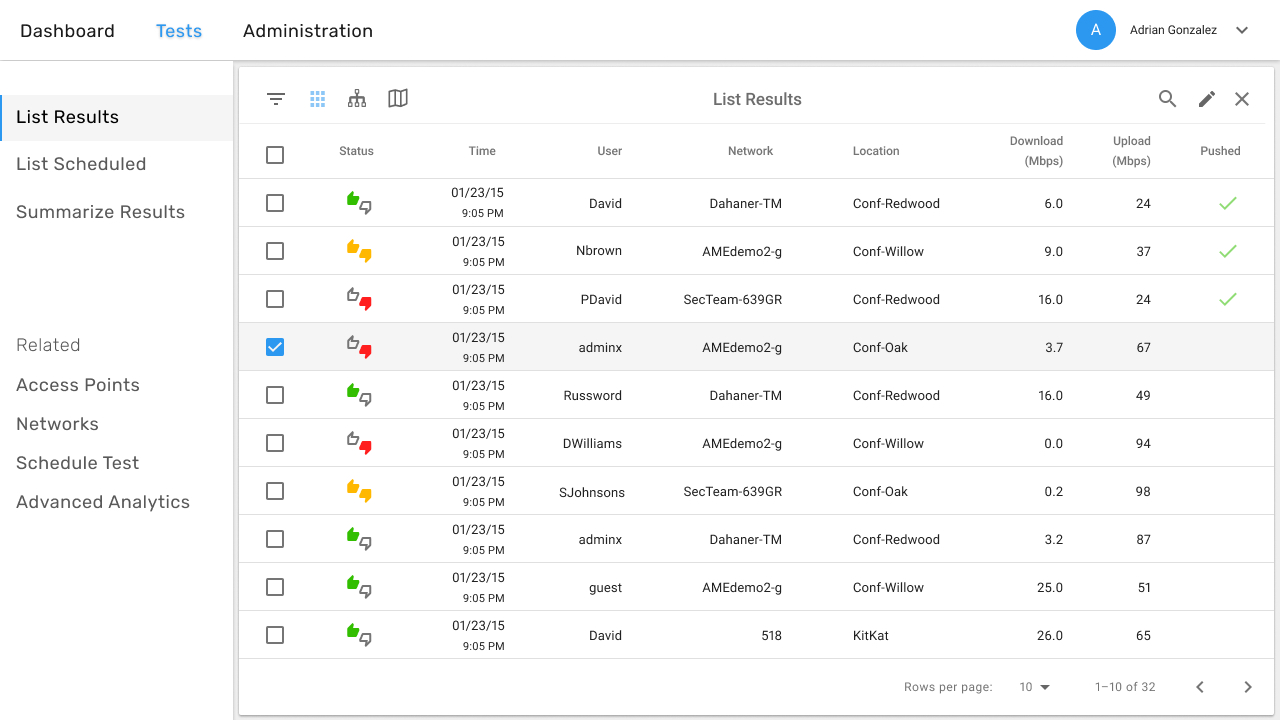 Dashboard Tests Administration A Adrian Gonzalez
List Results
List Scheduled
Summarize Results
Related
Access Points
Networks
Schedule Test
Advanced Analytics
List Results
Status Time User Network Location Download (Mbps) Upload (Mbps) Pushed
01/23/15 9:05 PM David Dahaner-TM Conf-Redwood 6.0 24
01/23/15 9:05 PM Nbrown AMEdemo2-g Conf-Willow 9.0 37
01/23/15 9:05 PM PDavid SecTeam-639GR Conf-Redwood 16.0 24
01/23/15 9:05 PM adminx AMEdemo2-g Conf-Oak 3.7 67
01/23/15 9:05 PM Russword Dahaner-TM Conf-Redwood 16.0 49
01/23/15 9:05 PM DWilliams AMEdemo2-g Conf-Willow 0.0 94
01/23/15 9:05 PM SJohnsons SecTeam-639GR Conf-Oak 0.2 98
01/23/15 9:05 PM adminx Dahaner-TM Conf-Redwood 3.2 87
01/23/15 9:05 PM guest AMEdemo2-g Conf-Willow 25.0 51
01/23/15 9:05 PM David 518 KitKat 26.0 65
Rows per page: 10 1–10 of 32